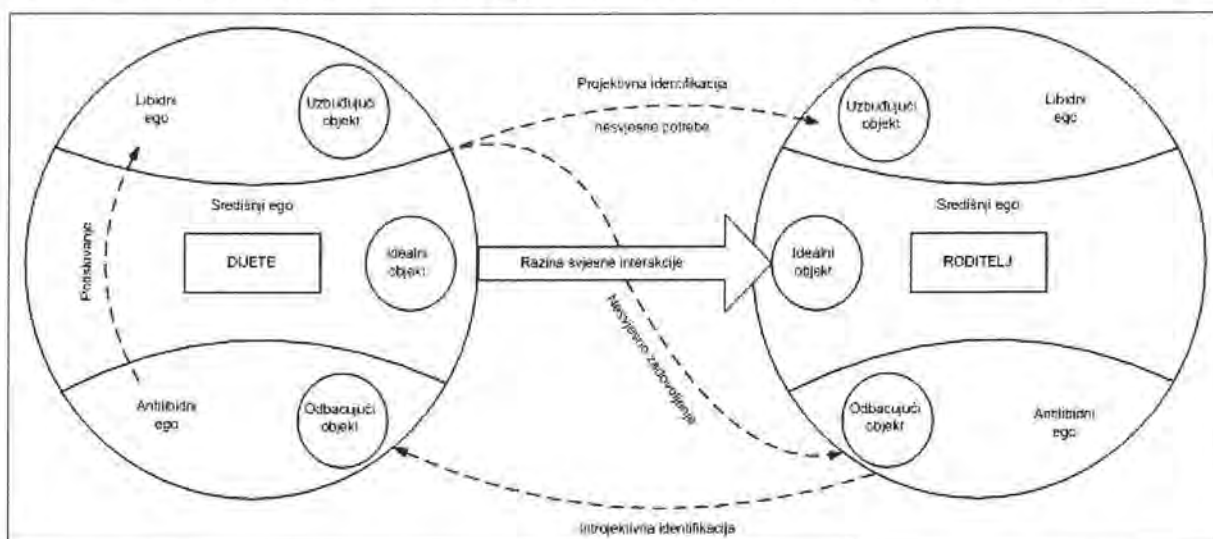 Libidni
ego
Uzbuđujući
objekt
Središnji ego
DIJETE
Idealni
objekt
Potiskivanje
Antilibidni
ego
Odbacujući
objekt
Projektivna identifikacija
nesvjesne potrebe
Razina svjesne interakcije
Nesvjesno zadovoljenje
Introjektivna identifikacija
Uzbuđujući
objekt
Libidni
ego
Središnji ego
Idealni
objekt
RODITELJ
Odbacujući
objekt
Antilibidni
ego